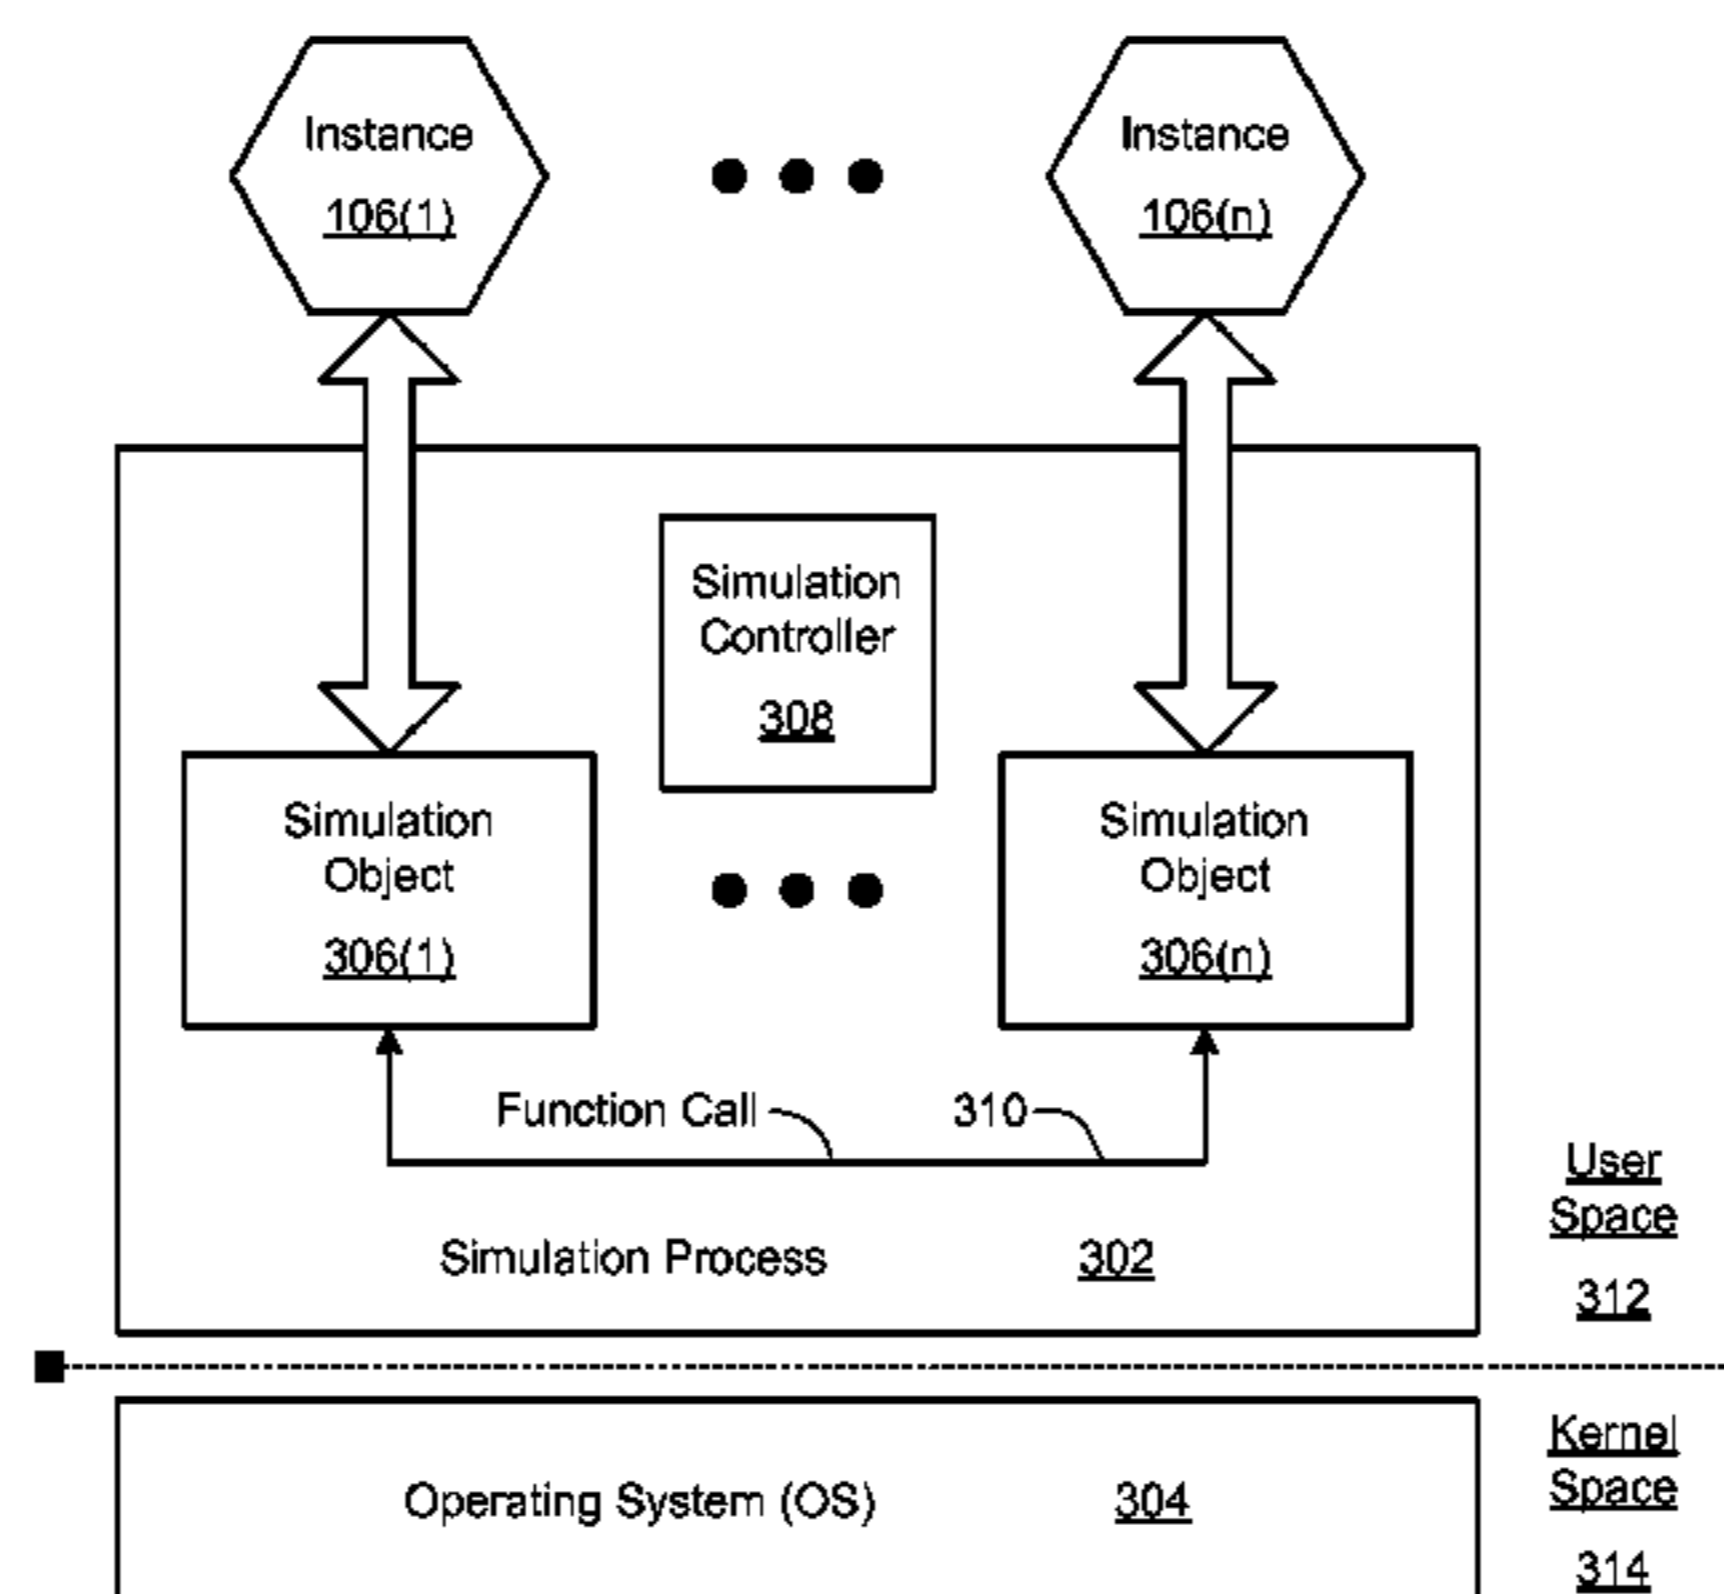 Instance
106(1)
Instance
106(n)
Simulation
Controller
308
Simulation
Object
306(1)
Simulation
Object
306(n)
Function Call
310
Simulation Process 302
User
Space
312
Operating System (OS) 304
Kernel
Space
314